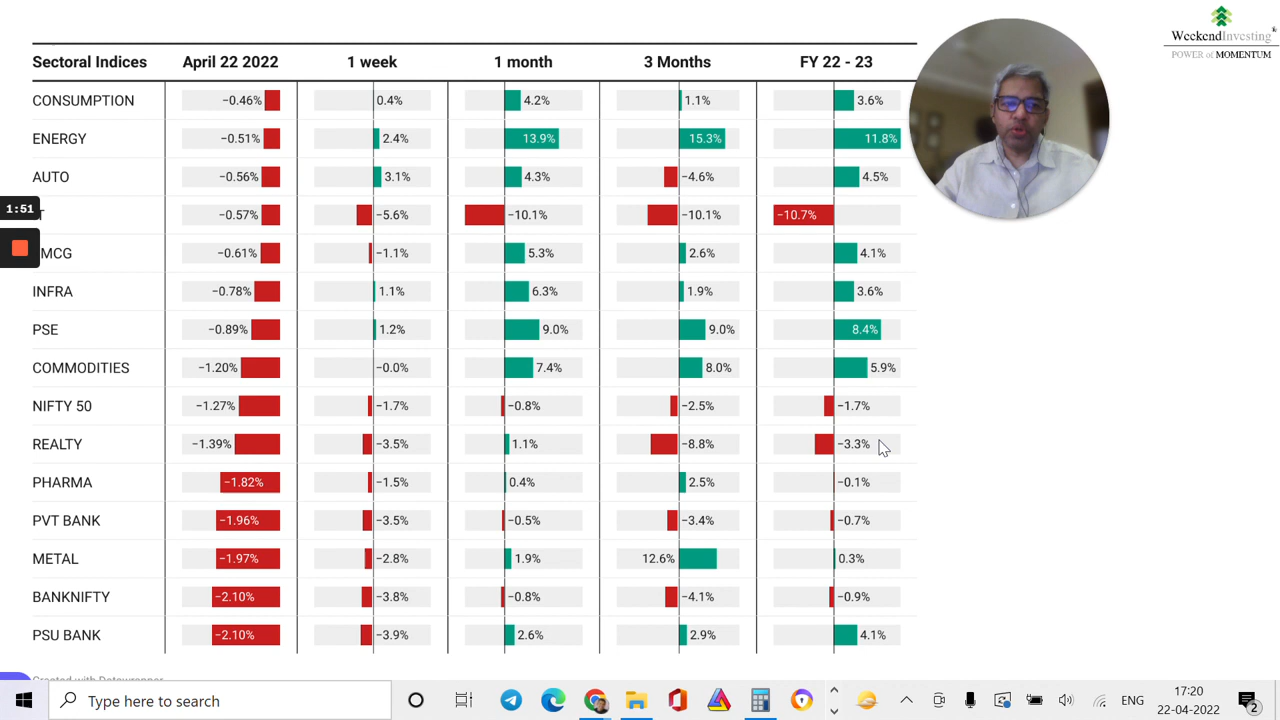 WeekendInvesting
POWER of MOMENTUM
Sectoral Indices April 22 2022 1 week 1 month 3 Months FY 22 - 23
CONSUMPTION −0.46% 0.4% 4.2% 1.1% 3.6%
ENERGY −0.51% 2.4% 13.9% 15.3% 11.8%
AUTO −0.56% 3.1% 4.3% −4.6% 4.5%
1:51
T −0.57% −5.6% −10.1% −10.1% −10.7%
MCG −0.61% −1.1% 5.3% 2.6% 4.1%
INFRA −0.78% 1.1% 6.3% 1.9% 3.6%
PSE −0.89% 1.2% 9.0% 9.0% 8.4%
COMMODITIES −1.20% −0.0% 7.4% 8.0% 5.9%
NIFTY 50 −1.27% −1.7% −0.8% −2.5% −1.7%
REALTY −1.39% −3.5% 1.1% −8.8% −3.3%
PHARMA −1.82% −1.5% 0.4% 2.5% −0.1%
PVT BANK −1.96% −3.5% −0.5% −3.4% −0.7%
METAL −1.97% −2.8% 1.9% 12.6% 0.3%
BANKNIFTY −2.10% −3.8% −0.8% −4.1% −0.9%
PSU BANK −2.10% −3.9% 2.6% 2.9% 4.1%
Created with Datawrapper
Type here to search
ENG
17:20
22-04-2022
2